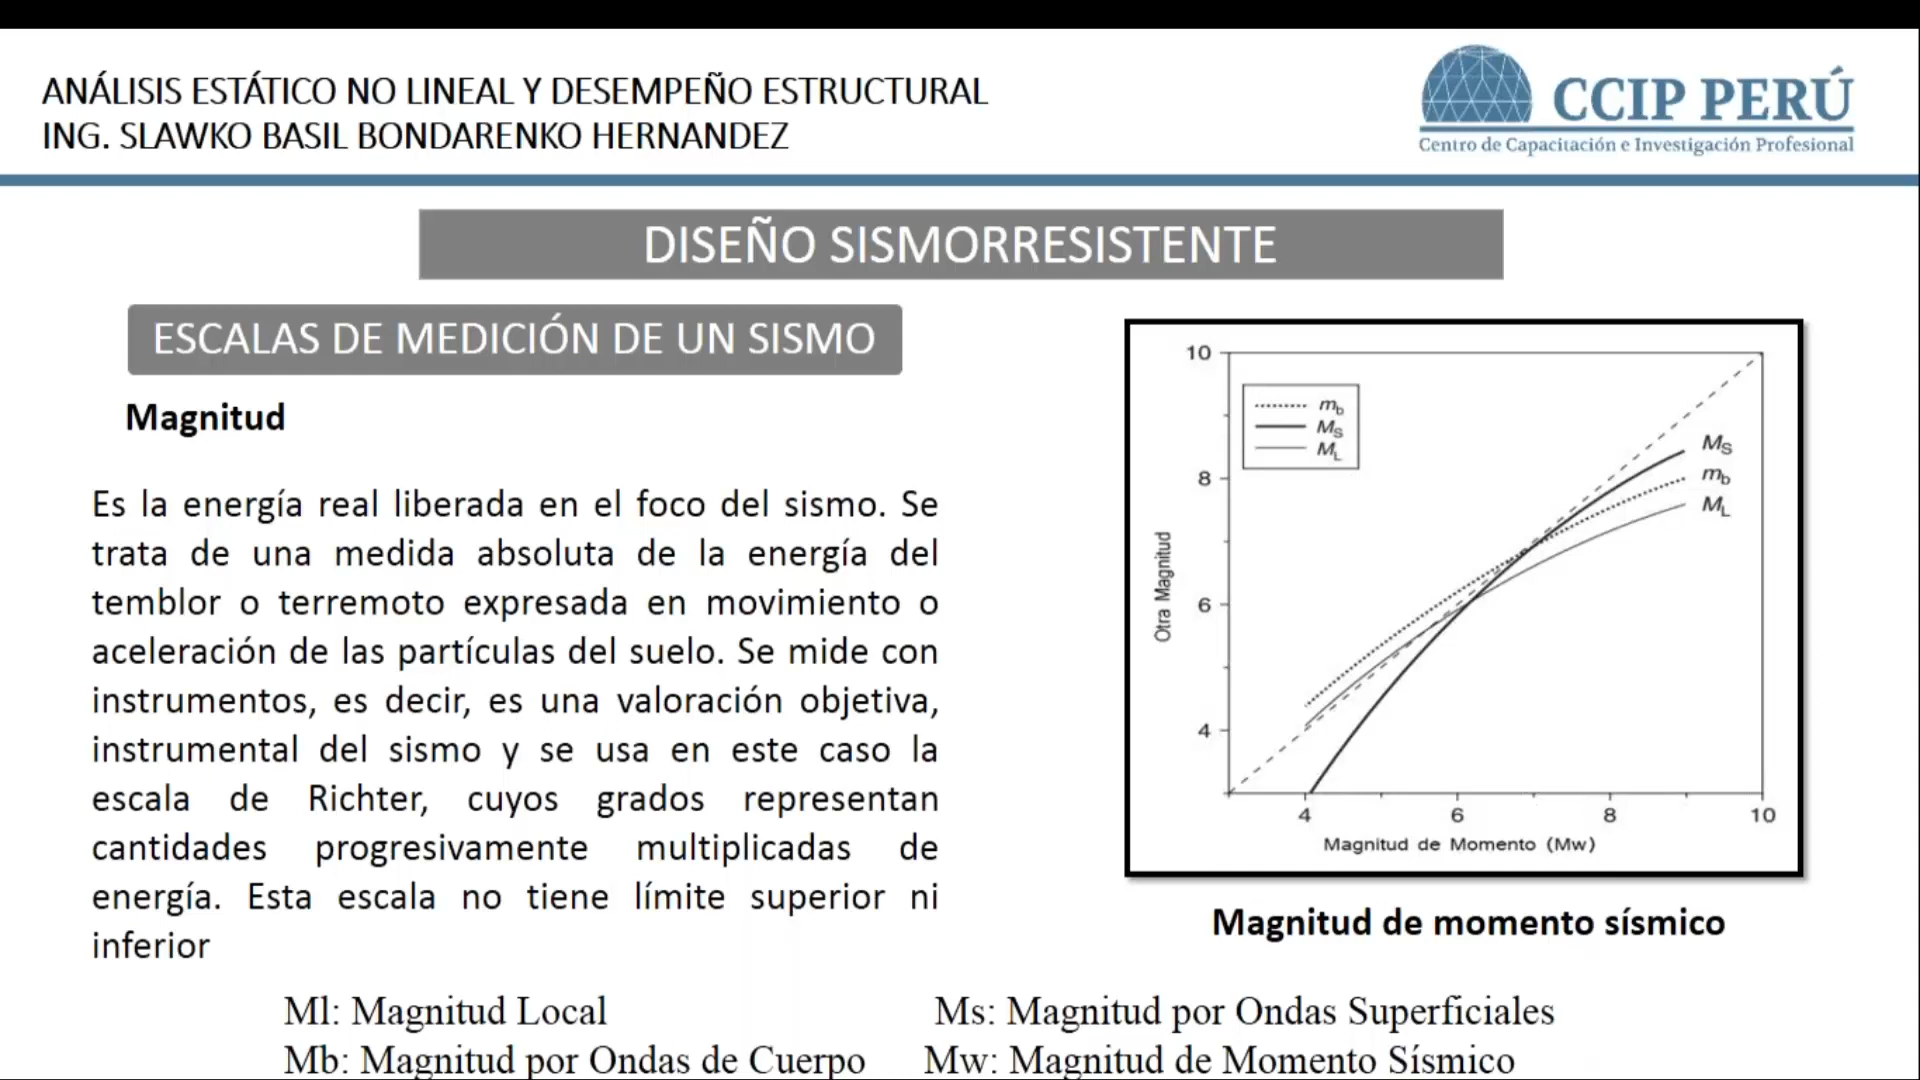 ANÁLISIS ESTÁTICO NO LINEAL Y DESEMPEÑO ESTRUCTURAL
ING. SLAWKO BASIL BONDARENKO HERNANDEZ
CCIP PERÚ
Centro de Capacitación e Investigación Profesional
DISEÑO SISMORRESISTENTE
ESCALAS DE MEDICIÓN DE UN SISMO
Magnitud
Es la energía real liberada en el foco del sismo. Se
trata de una medida absoluta de la energía del
temblor o terremoto expresada en movimiento o
aceleración de las partículas del suelo. Se mide con
instrumentos, es decir, es una valoración objetiva,
instrumental del sismo y se usa en este caso la
escala de Richter, cuyos grados representan
cantidades progresivamente multiplicadas de
energía. Esta escala no tiene límite superior ni
inferior
10
8
6
4
Otra Magnitud
mb
MS
ML
MS
mb
ML
4 6 8 10
Magnitud de Momento (Mw)
Magnitud de momento sísmico
Ml: Magnitud Local
Ms: Magnitud por Ondas Superficiales
Mb: Magnitud por Ondas de Cuerpo
Mw: Magnitud de Momento Sísmico